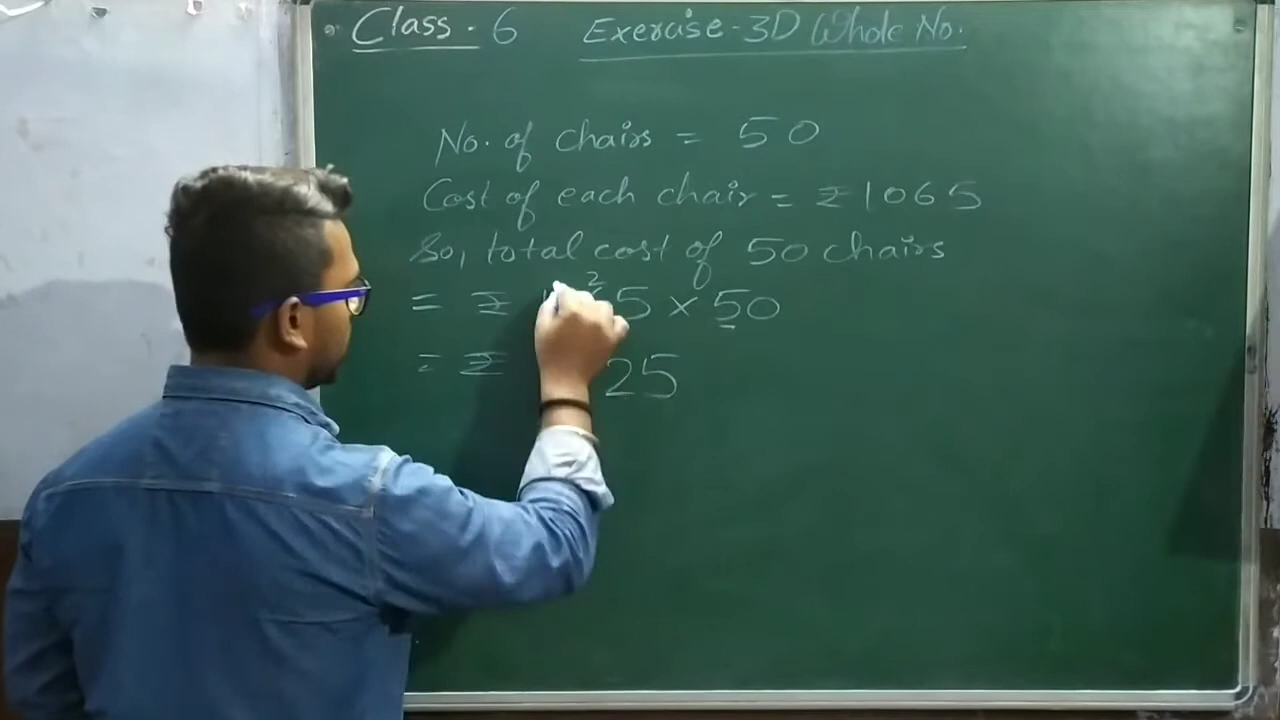 Class. 6 Exercise-3D Whole No.
No. of chairs = 50
Cost of each chair = ₹1065
So, total cost of 50 chairs
2
= ₹ 5 × 50
= ₹ 25